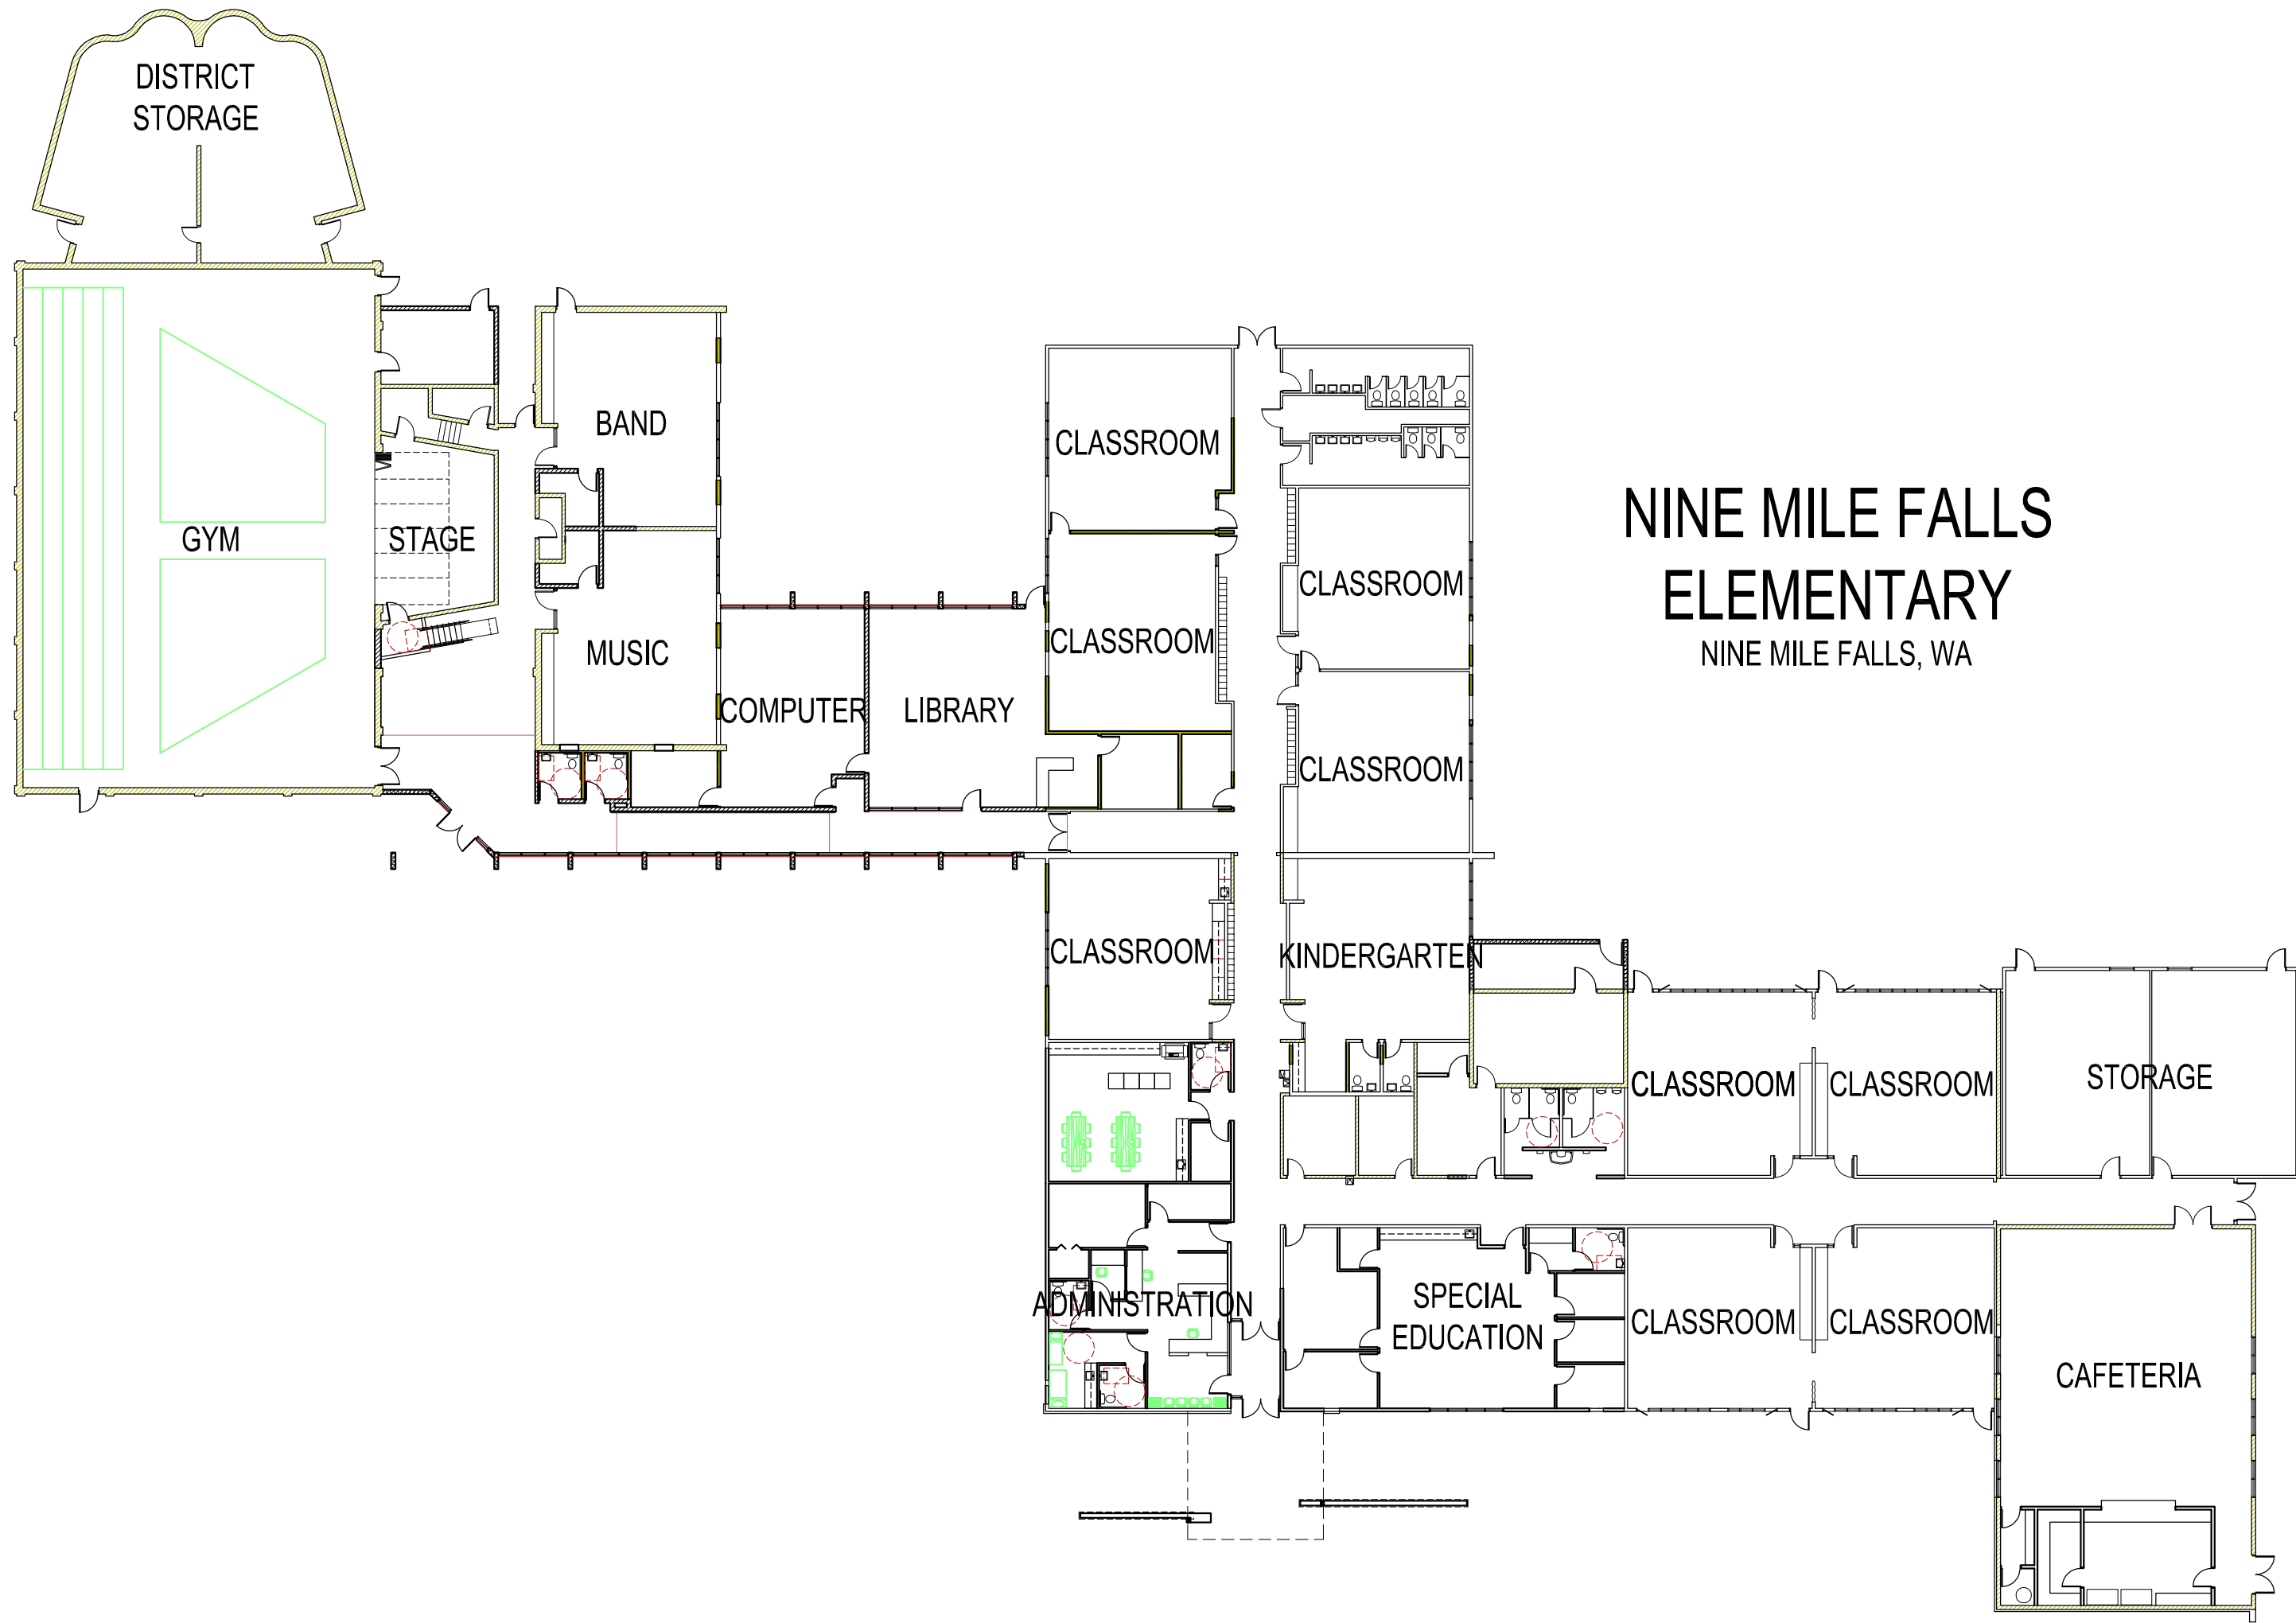 DISTRICT
STORAGE
BAND
CLASSROOM
NINE MILE FALLS
ELEMENTARY
NINE MILE FALLS, WA
GYM
STAGE
CLASSROOM
CLASSROOM
MUSIC
COMPUTER
LIBRARY
CLASSROOM
CLASSROOM
KINDERGARTEN
CLASSROOM
CLASSROOM
STORAGE
ADMINISTRATION
SPECIAL
EDUCATION
CLASSROOM
CLASSROOM
CAFETERIA